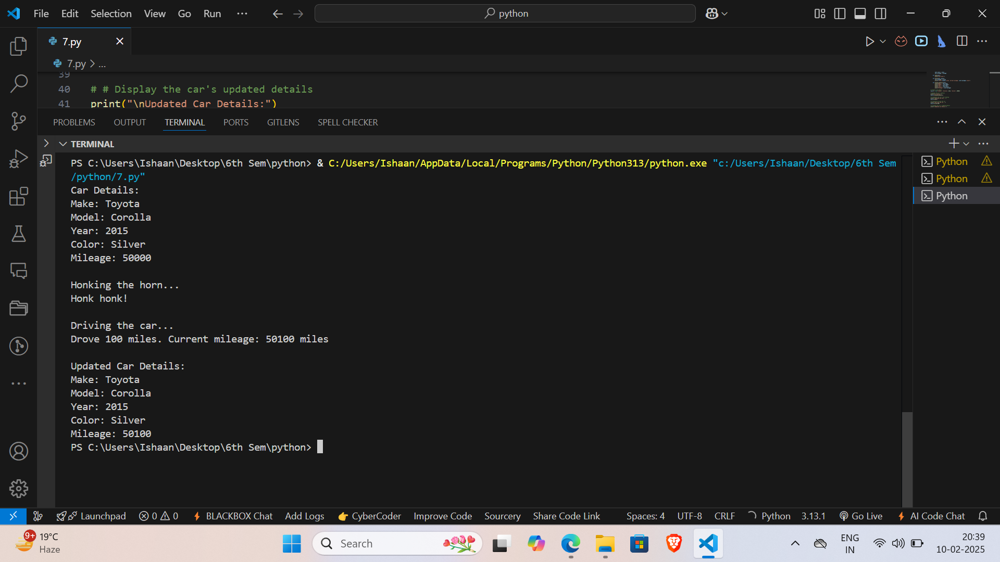 File Edit Selection View Go Run ...
python
7.py
7.py > ...
39
40 # # Display the car's updated details
41 print("\nUpdated Car Details:")
PROBLEMS OUTPUT TERMINAL PORTS GITLENS SPELL CHECKER
TERMINAL
PS C:\Users\Ishaan\Desktop\6th Sem\python> & C:/Users/Ishaan/AppData/Local/Programs/Python/Python313/python.exe "c:/Users/Ishaan/Desktop/6th Sem
/python/7.py"
Car Details:
Make: Toyota
Model: Corolla
Year: 2015
Color: Silver
Mileage: 50000
Honking the horn...
Honk honk!
Driving the car...
Drove 100 miles. Current mileage: 50100 miles
Updated Car Details:
Make: Toyota
Model: Corolla
Year: 2015
Color: Silver
Mileage: 50100
PS C:\Users\Ishaan\Desktop\6th Sem\python>
Python
Python
Python
Launchpad 0 0 BLACKBOX Chat Add Logs CyberCoder Improve Code Sourcery Share Code Link Spaces: 4 UTF-8 CRLF Python 3.13.1 Go Live AI Code Chat
9+ 19°C
Haze
Search
ENG
IN
20:39
10-02-2025